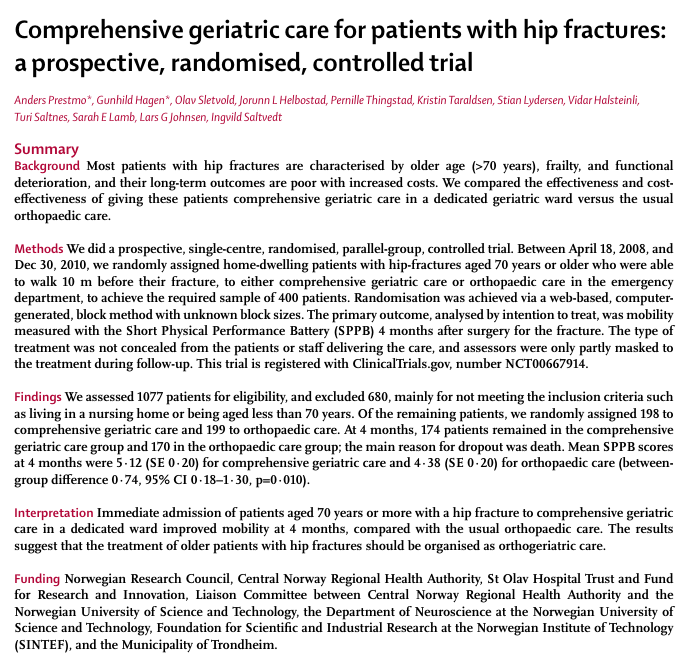 Comprehensive geriatric care for patients with hip fractures:
a prospective, randomised, controlled trial
Anders Prestmo*, Gunhild Hagen*, Olav Sletvold, Jorunn L Helbostad, Pernille Thingstad, Kristin Taraldsen, Stian Lydersen, Vidar Halsteinli,
Turi Saltnes, Sarah E Lamb, Lars G Johnsen, Ingvild Saltvedt
Summary
Background Most patients with hip fractures are characterised by older age (>70 years), frailty, and functional
deterioration, and their long-term outcomes are poor with increased costs. We compared the effectiveness and cost-
effectiveness of giving these patients comprehensive geriatric care in a dedicated geriatric ward versus the usual
orthopaedic care.
Methods We did a prospective, single-centre, randomised, parallel-group, controlled trial. Between April 18, 2008, and
Dec 30, 2010, we randomly assigned home-dwelling patients with hip-fractures aged 70 years or older who were able
to walk 10 m before their fracture, to either comprehensive geriatric care or orthopaedic care in the emergency
department, to achieve the required sample of 400 patients. Randomisation was achieved via a web-based, computer-
generated, block method with unknown block sizes. The primary outcome, analysed by intention to treat, was mobility
measured with the Short Physical Performance Battery (SPPB) 4 months after surgery for the fracture. The type of
treatment was not concealed from the patients or staff delivering the care, and assessors were only partly masked to
the treatment during follow-up. This trial is registered with ClinicalTrials.gov, number NCT00667914.
Findings We assessed 1077 patients for eligibility, and excluded 680, mainly for not meeting the inclusion criteria such
as living in a nursing home or being aged less than 70 years. Of the remaining patients, we randomly assigned 198 to
comprehensive geriatric care and 199 to orthopaedic care. At 4 months, 174 patients remained in the comprehensive
geriatric care group and 170 in the orthopaedic care group; the main reason for dropout was death. Mean SPPB scores
at 4 months were 5·12 (SE 0·20) for comprehensive geriatric care and 4·38 (SE 0·20) for orthopaedic care (between-
group difference 0·74, 95% CI 0·18–1·30, p=0·010).
Interpretation Immediate admission of patients aged 70 years or more with a hip fracture to comprehensive geriatric
care in a dedicated ward improved mobility at 4 months, compared with the usual orthopaedic care. The results
suggest that the treatment of older patients with hip fractures should be organised as orthogeriatric care.
Funding Norwegian Research Council, Central Norway Regional Health Authority, St Olav Hospital Trust and Fund
for Research and Innovation, Liaison Committee between Central Norway Regional Health Authority and the
Norwegian University of Science and Technology, the Department of Neuroscience at the Norwegian University of
Science and Technology, Foundation for Scientific and Industrial Research at the Norwegian Institute of Technology
(SINTEF), and the Municipality of Trondheim.